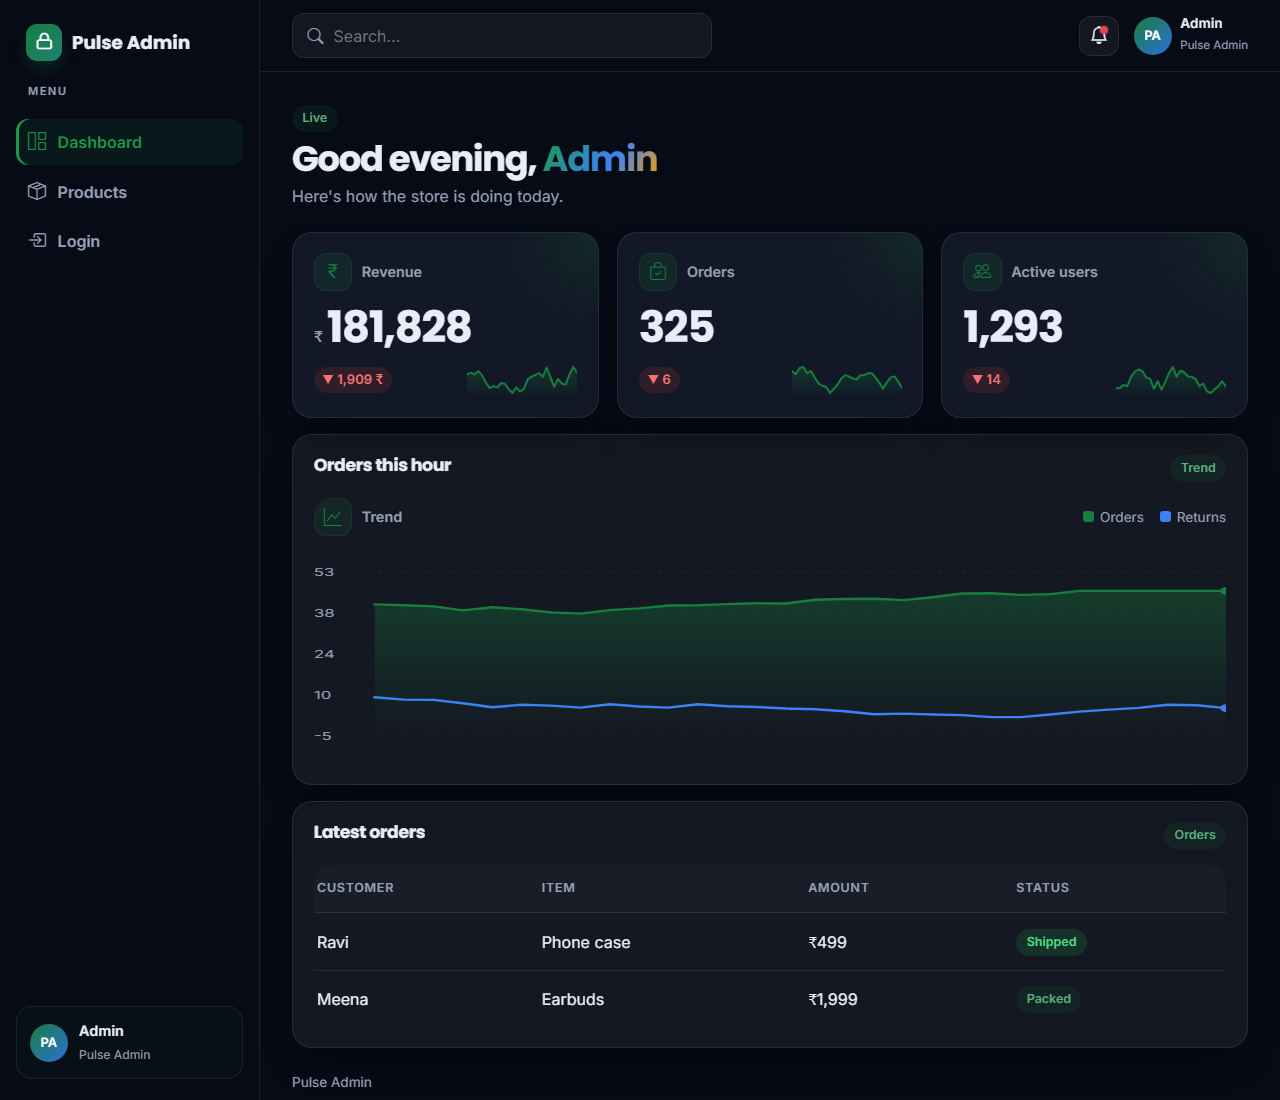 Pulse Admin
Search...
Admin
PA
Pulse Admin
MENU
Dashboard
Products
Login
Live
Good evening, Admin
Here's how the store is doing today.
₹ Revenue
₹ 181,828
▼ 1,909 ₹
Orders
325
▼ 6
Active users
1,293
▼ 14
Orders this hour
Trend
Trend
Orders Returns
53
38
24
10
-5
Latest orders
Orders
CUSTOMER ITEM AMOUNT STATUS
Ravi Phone case ₹499 Shipped
Meena Earbuds ₹1,999 Packed
PA
Admin
Pulse Admin
Pulse Admin